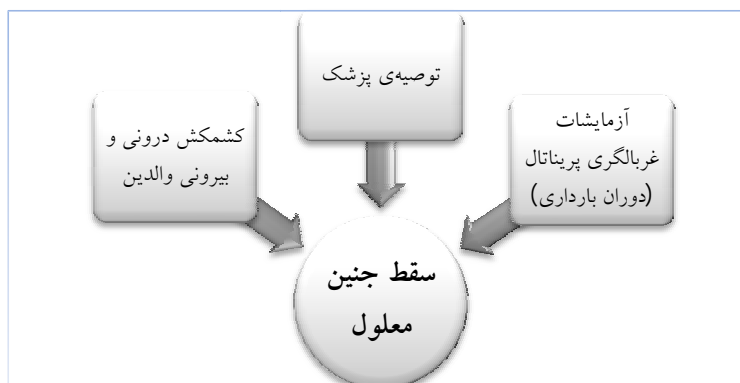 توصیه‌ی پزشک
آزمایشات
غربالگری پریناتال
(دوران بارداری)
کشمکش درونی و
بیرونی والدین
سقط جنین
معلول